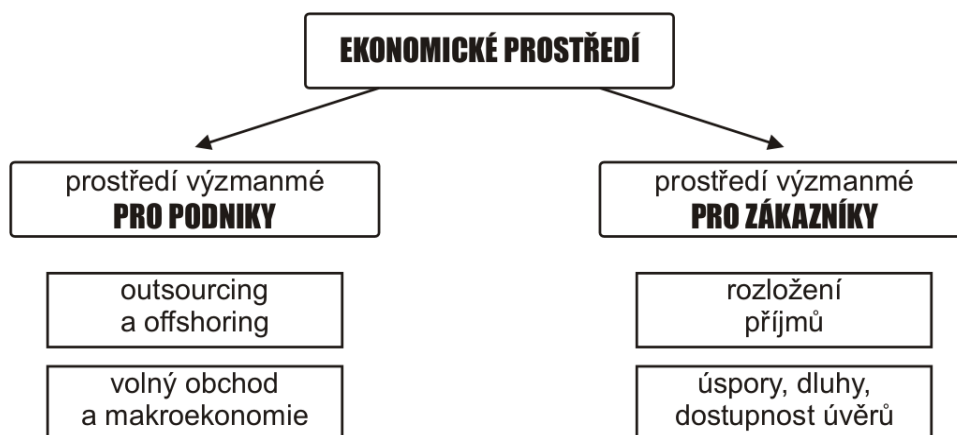 EKONOMICKÉ PROSTŘEDÍ
prostředí výzmanmé
PRO PODNIKY
outsourcing
a offshoring
volný obchod
a makroekonomie
prostředí výzmanmé
PRO ZÁKAZNÍKY
rozložení
příjmů
úspory, dluhy,
dostupnost úvěrů